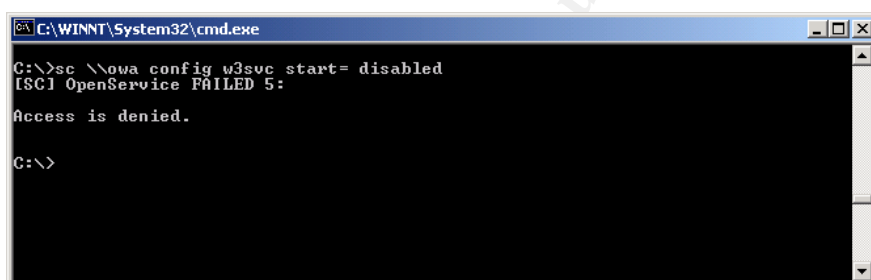 C:\WINNT\System32\cmd.exe
C:\>sc \\owa config w3svc start= disabled
[SC] OpenService FAILED 5:
Access is denied.
C:\>